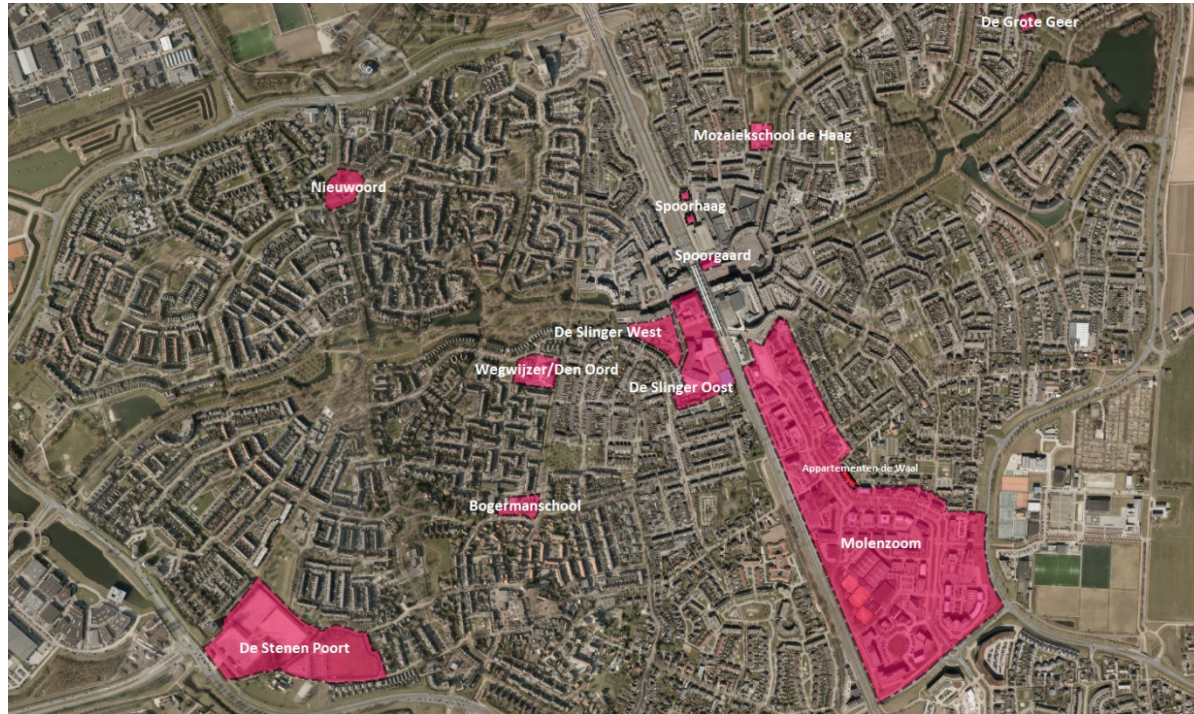 De Grote Geer
Mozaiekschool de Haag
Nieuwoord
Spoorhaag
Spoorgaard
De Slinger West
Wegwijzer/Den Oord
De Slinger Oost
Appartementen de Waal
Bogermanschool
Molenzoom
De Stenen Poort